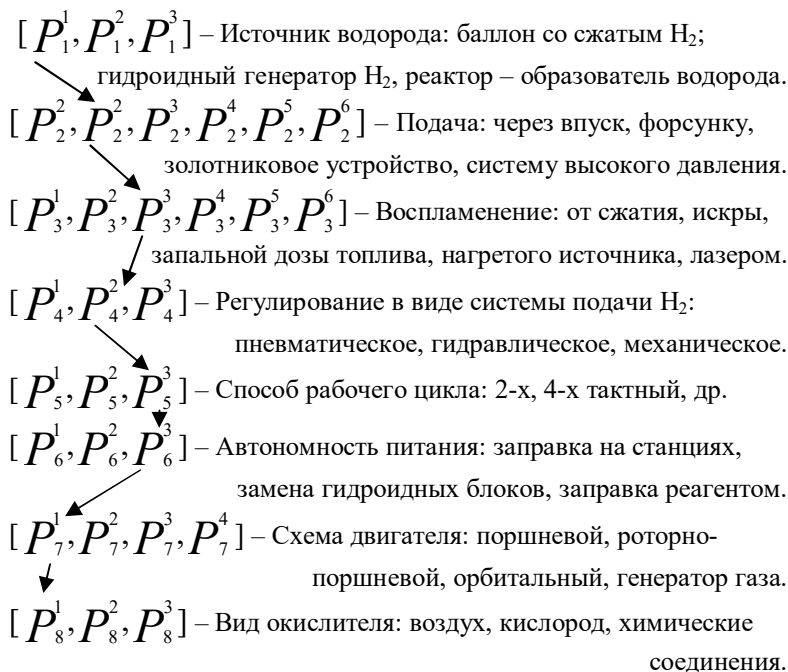 [ P₁¹, P₁², P₁³ ] – Источник водорода: баллон со сжатым H₂;
гидроидный генератор H₂, реактор – образователь водорода.
[ P₂², P₂², P₂³, P₂⁴, P₂⁵, P₂⁶ ] – Подача: через впуск, форсунку,
золотниковое устройство, систему высокого давления.
[ P₃¹, P₃², P₃³, P₃⁴, P₃⁵, P₃⁶ ] – Воспламенение: от сжатия, искры,
запальной дозы топлива, нагретого источника, лазером.
[ P₄¹, P₄², P₄³ ] – Регулирование в виде системы подачи H₂:
пневматическое, гидравлическое, механическое.
[ P₅¹, P₅², P₅³ ] – Способ рабочего цикла: 2-х, 4-х тактный, др.
[ P₆¹, P₆², P₆³ ] – Автономность питания: заправка на станциях,
замена гидроидных блоков, заправка реагентом.
[ P₇¹, P₇², P₇³, P₇⁴ ] – Схема двигателя: поршневой, роторно-
поршневой, орбитальный, генератор газа.
[ P₈¹, P₈², P₈³ ] – Вид окислителя: воздух, кислород, химические
соединения.